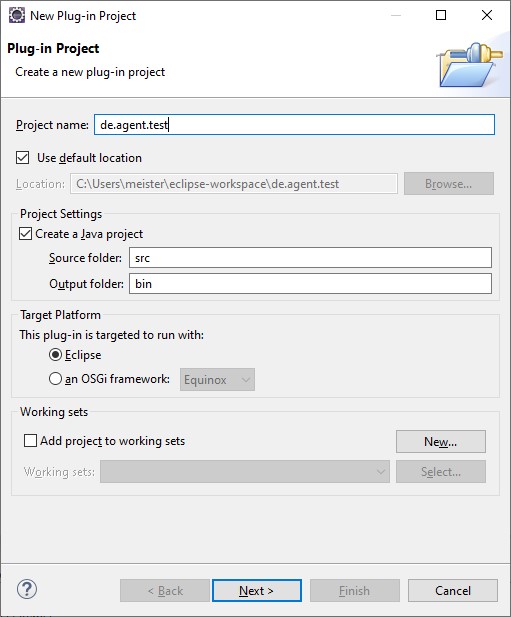 New Plug-in Project
Plug-in Project
Create a new plug-in project
Project name: de.agent.test
Use default location
Location: C:\Users\meister\eclipse-workspace\de.agent.test Browse...
Project Settings
Create a Java project
Source folder: src
Output folder: bin
Target Platform
This plug-in is targeted to run with:
Eclipse
an OSGi framework: Equinox
Working sets
Add project to working sets New...
Working sets: Select...
? < Back Next > Finish Cancel